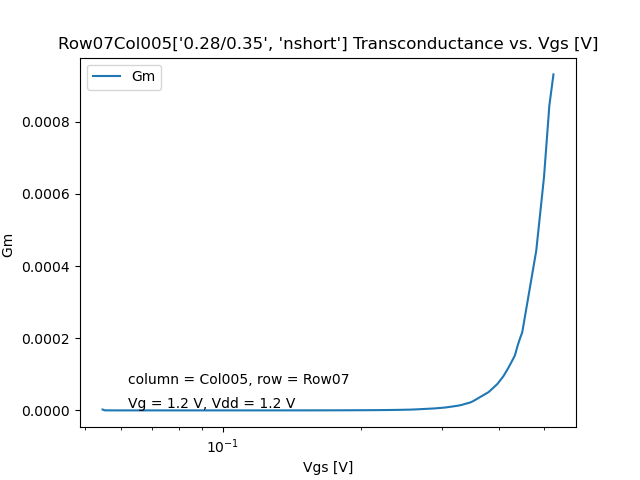 Row07Col005['0.28/0.35', 'nshort'] Transconductance vs. Vgs [V]
Gm
0.0008
0.0006
0.0004
0.0002
0.0000
Gm
column = Col005, row = Row07
Vg = 1.2 V, Vdd = 1.2 V
10⁻¹
Vgs [V]